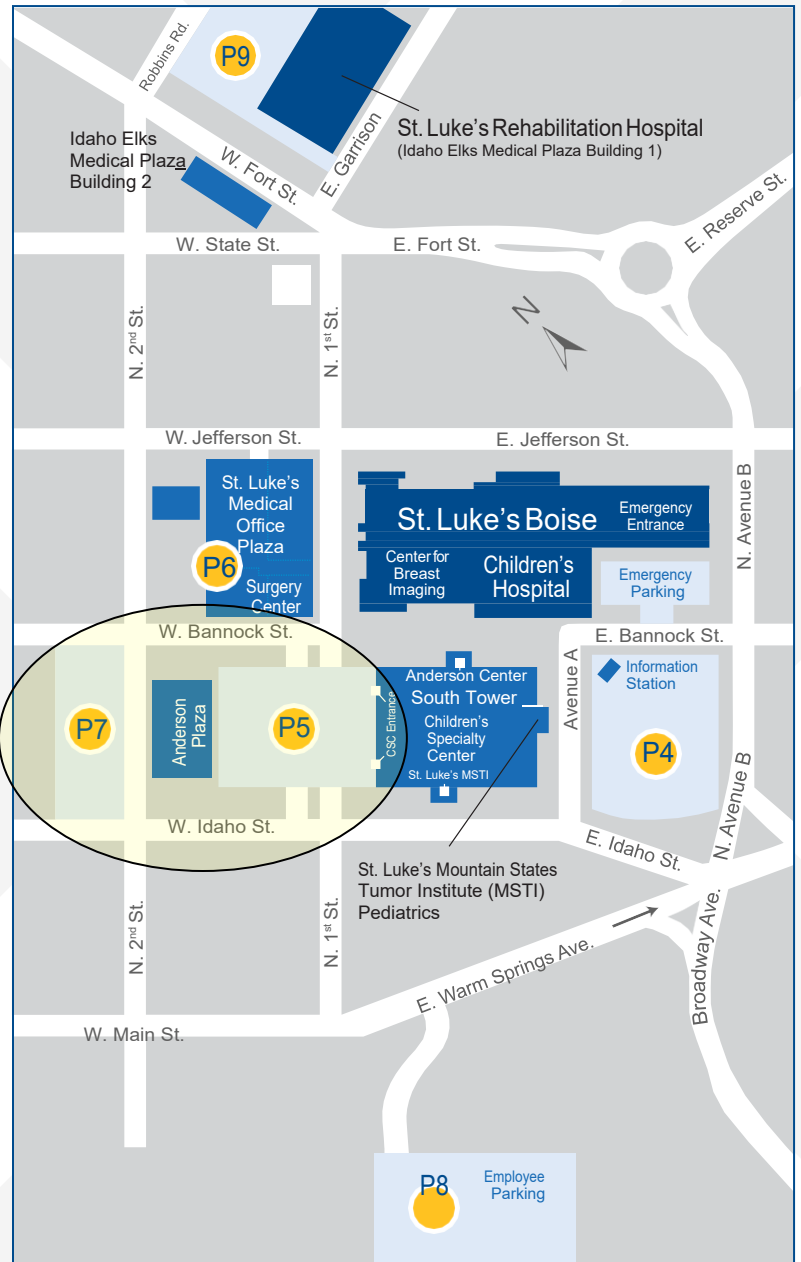 P9
Robbins Rd.
St. Luke's Rehabilitation Hospital
(Idaho Elks Medical Plaza Building 1)
Idaho Elks
Medical Plaza
Building 2
W. Fort St.
E. Garrison
E. Reserve St.
W. State St.
E. Fort St.
N
N. 2nd St.
N. 1st St.
W. Jefferson St.
E. Jefferson St.
St. Luke's
Medical
Office
Plaza
P6
Surgery
Center
St. Luke's Boise
Emergency
Entrance
Center for
Breast
Imaging
Children's
Hospital
Emergency
Parking
N. Avenue B
W. Bannock St.
E. Bannock St.
P7
Anderson
Plaza
P5
CSC Entrance
Anderson Center
South Tower
Children's
Specialty
Center
St. Luke's MSTI
Avenue A
Information
Station
P4
N. Avenue B
W. Idaho St.
E. Idaho St.
St. Luke's Mountain States
Tumor Institute (MSTI)
Pediatrics
N. 2nd St.
N. 1st St.
E. Warm Springs Ave.
Broadway Ave.
W. Main St.
P8
Employee
Parking